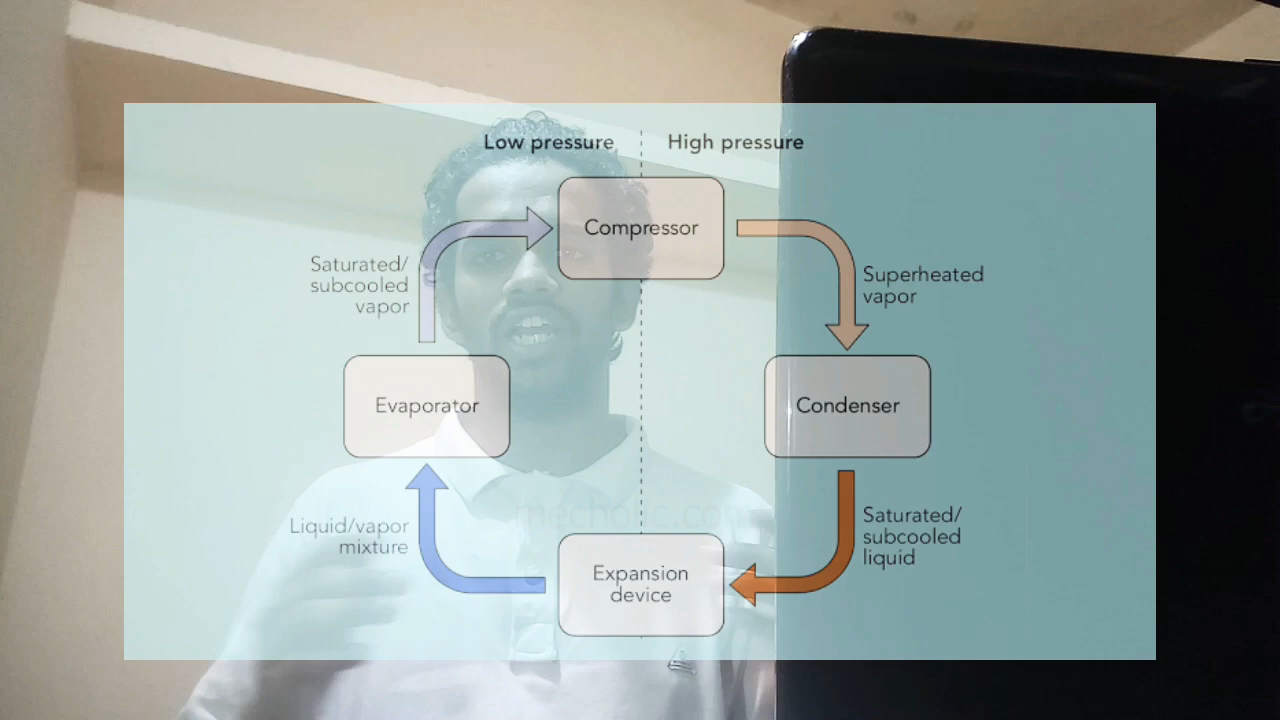 Low pressure
High pressure
Compressor
Saturated/
subcooled
vapor
Superheated
vapor
Evaporator
Condenser
Liquid/vapor
mixture
Saturated/
subcooled
liquid
Expansion
device